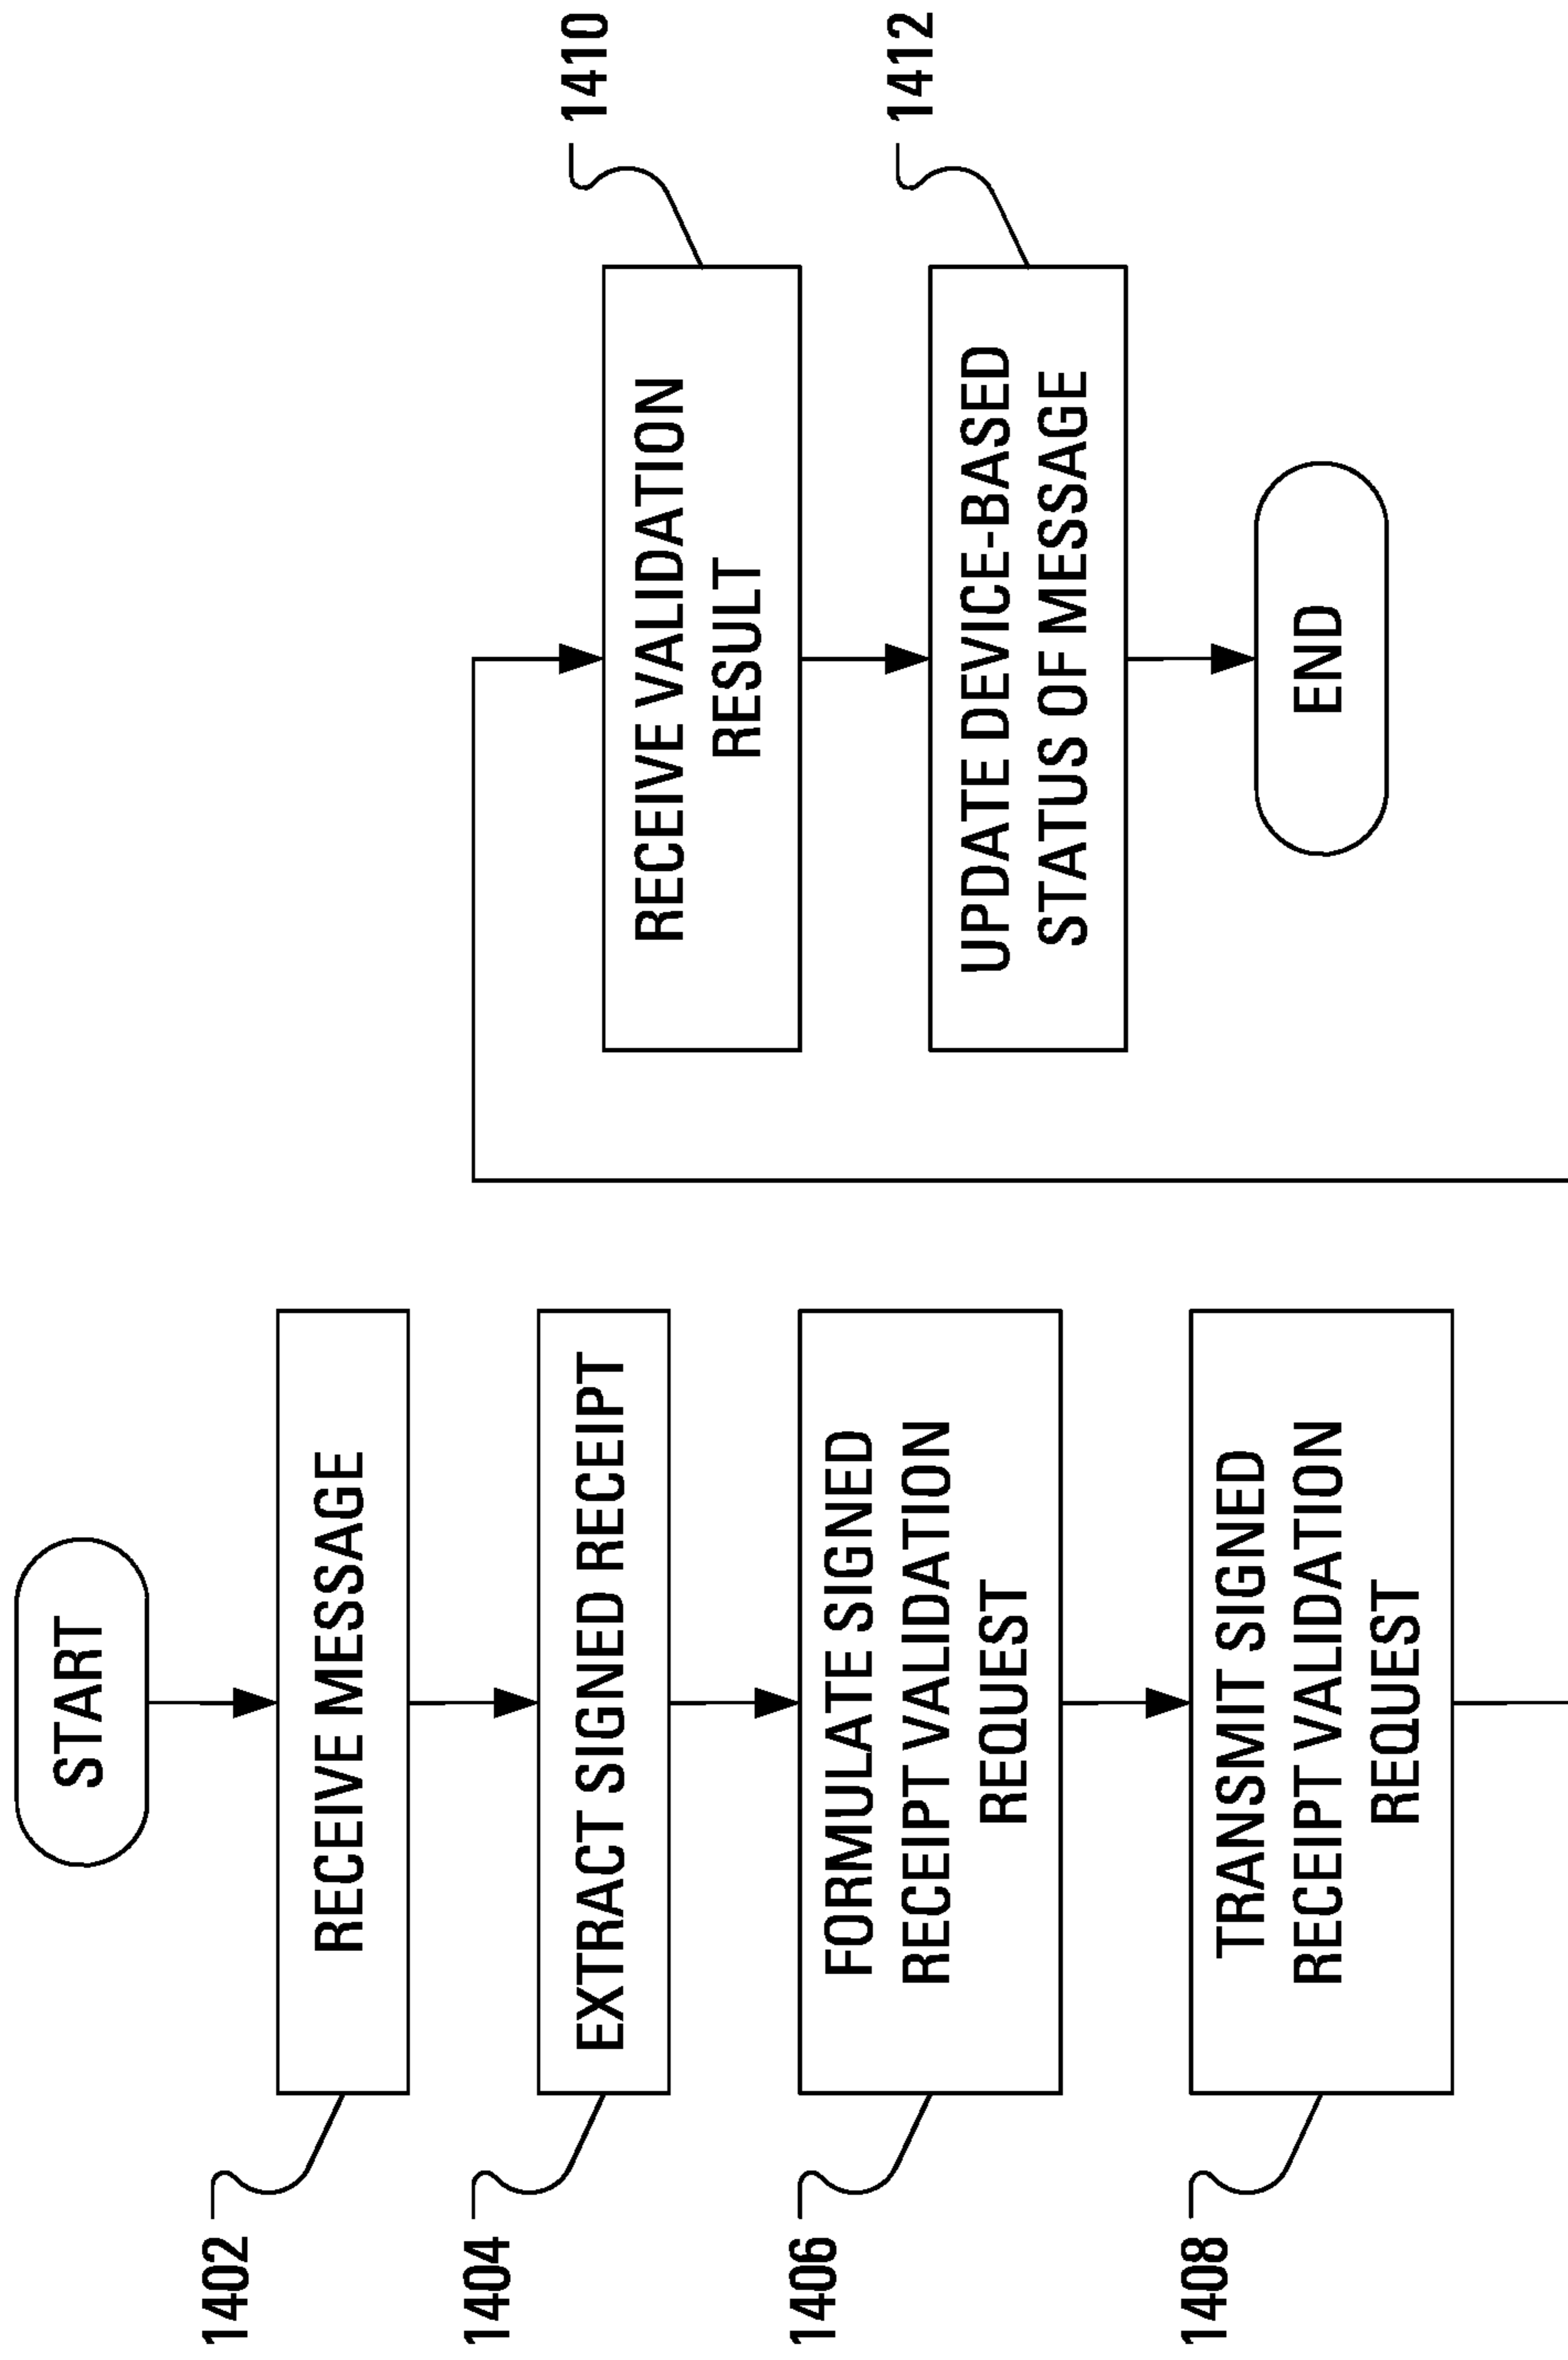 START
1402
RECEIVE MESSAGE
1404
EXTRACT SIGNED RECEIPT
1406
FORMULATE SIGNED
RECEIPT VALIDATION
REQUEST
1408
TRANSMIT SIGNED
RECEIPT VALIDATION
REQUEST
1410
RECEIVE VALIDATION
RESULT
1412
UPDATE DEVICE-BASED
STATUS OF MESSAGE
END